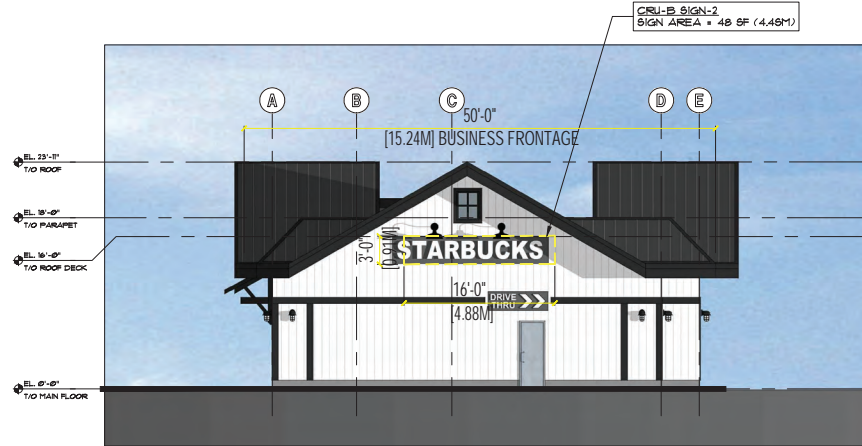 CRU-B SIGN-2
SIGN AREA = 48 SF (4.45M)
A
B
C
D
E
50'-0"
[15.24M] BUSINESS FRONTAGE
EL. 23'-11"
T/O ROOF
EL. 18'-0"
T/O PARAPET
EL. 16'-0"
T/O ROOF DECK
3'-0"
[0.91M]
STARBUCKS
16'-0"
[4.88M]
DRIVE
THRU
EL. 0'-0"
T/O MAIN FLOOR